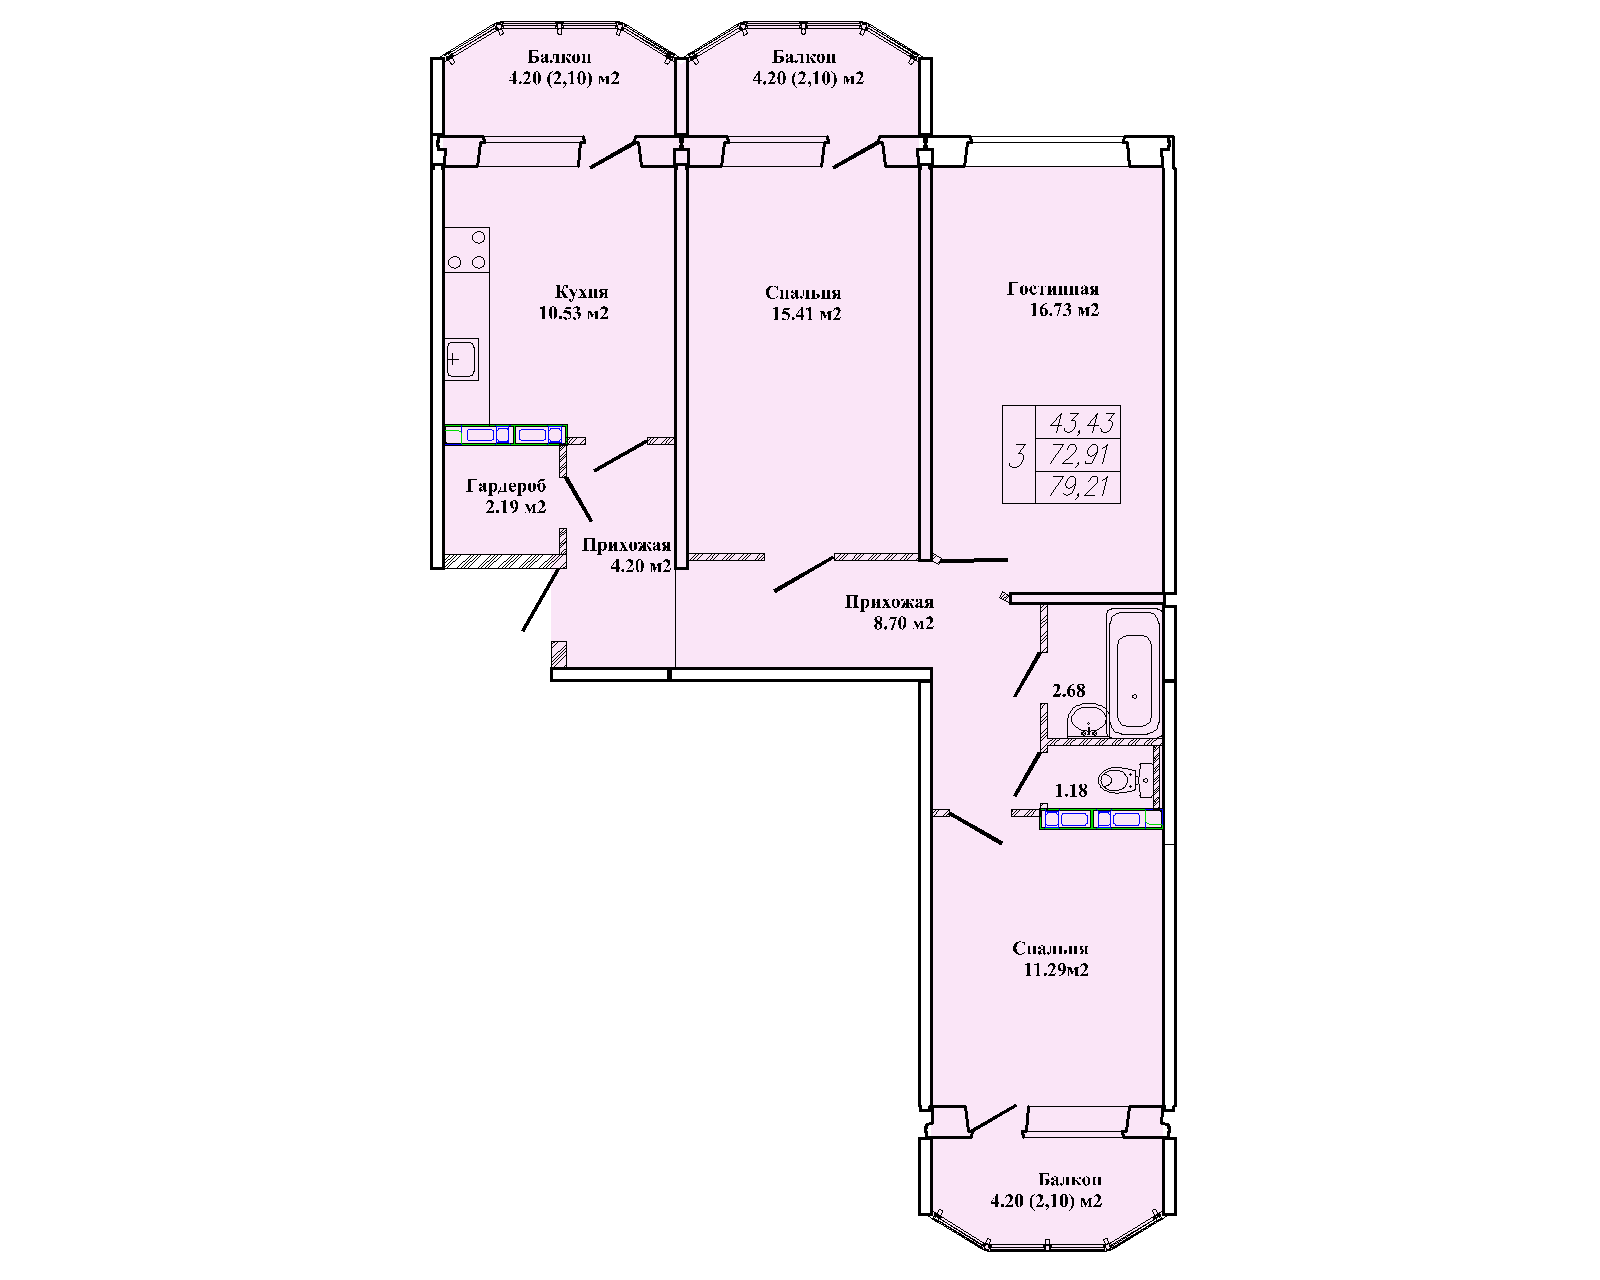 Балкон
4.20 (2,10) м2
Балкон
4.20 (2,10) м2
Кухня
10.53 м2
Спальня
15.41 м2
Гостинная
16.73 м2
3
43,43
72,91
79,21
Гардероб
2.19 м2
Прихожая
4.20 м2
Прихожая
8.70 м2
2.68
1.18
Спальня
11.29м2
Балкон
4.20 (2,10) м2